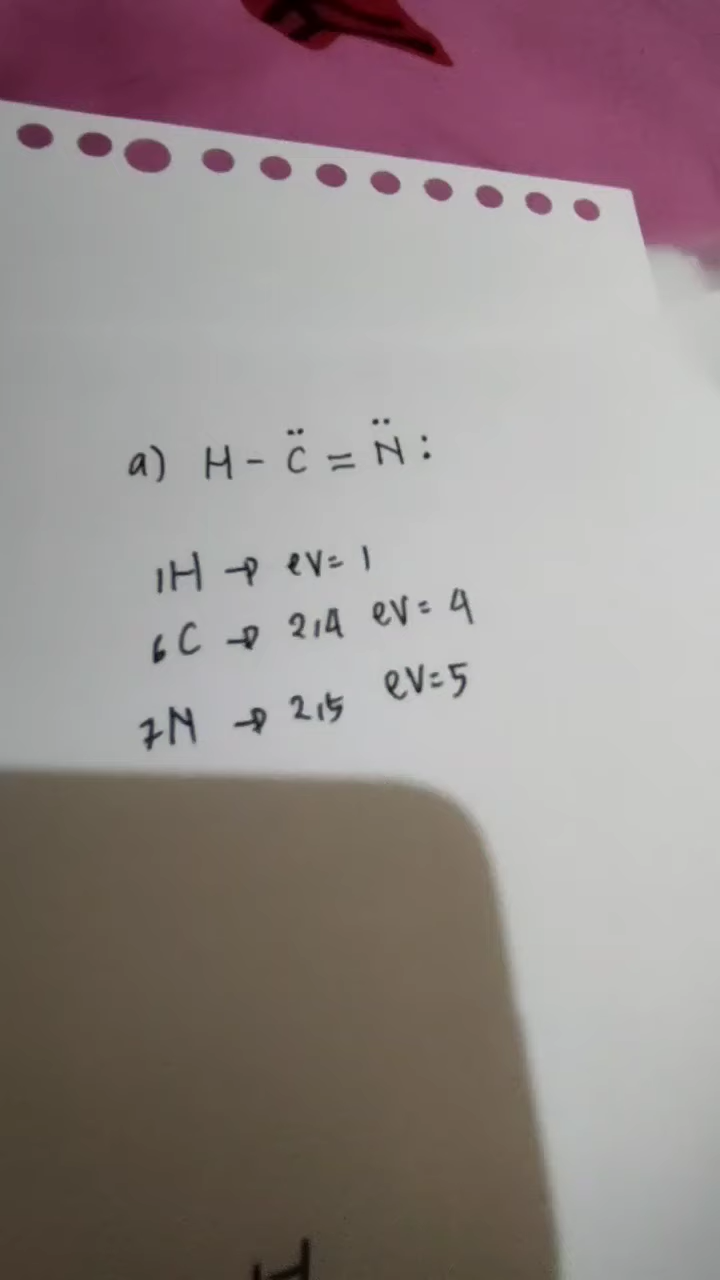 a) H - C̈ = N̈ :
₁H → ev= 1
₆C → 2,4 ev= 4
₇N → 2,5 ev=5